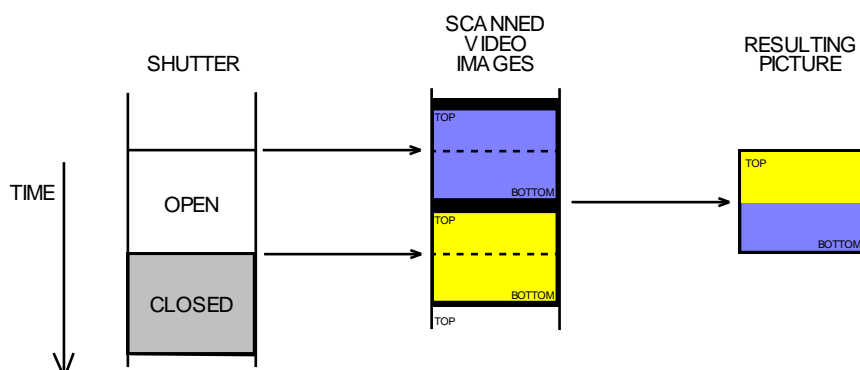 SHUTTER
SCANNED
VIDEO
IMAGES
RESULTING
PICTURE
TIME
OPEN
CLOSED
TOP
BOTTOM
TOP
BOTTOM
TOP
TOP
BOTTOM